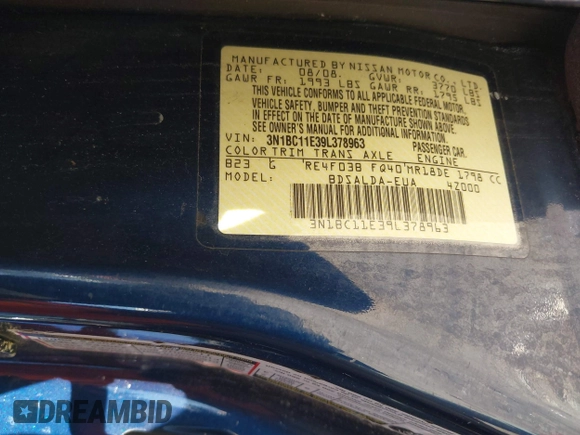 MANUFACTURED BY NISSAN MOTOR CO., LTD.
DATE: 08/08. GVWR: 3770 LBS
GAWR FR: 1993 LBS GAWR RR: 1795 LBS
THIS VEHICLE CONFORMS TO ALL APPLICABLE FEDERAL MOTOR
VEHICLE SAFETY, BUMPER AND THEFT PREVENTION STANDARDS
IN EFFECT ON THE DATE OF MANUFACTURE SHOWN ABOVE.
SEE OWNER'S MANUAL FOR ADDITIONAL INFORMATION
VIN: 3N1BC11E39L378963 PASSENGER CAR
COLOR TRIM TRANS AXLE ENGINE
B23 G RE4F03B FQ40 MR18DE 1798 CC
MODEL: BDSALDA-EUA 4Z000
3N1BC11E39L378963
DREAMBID